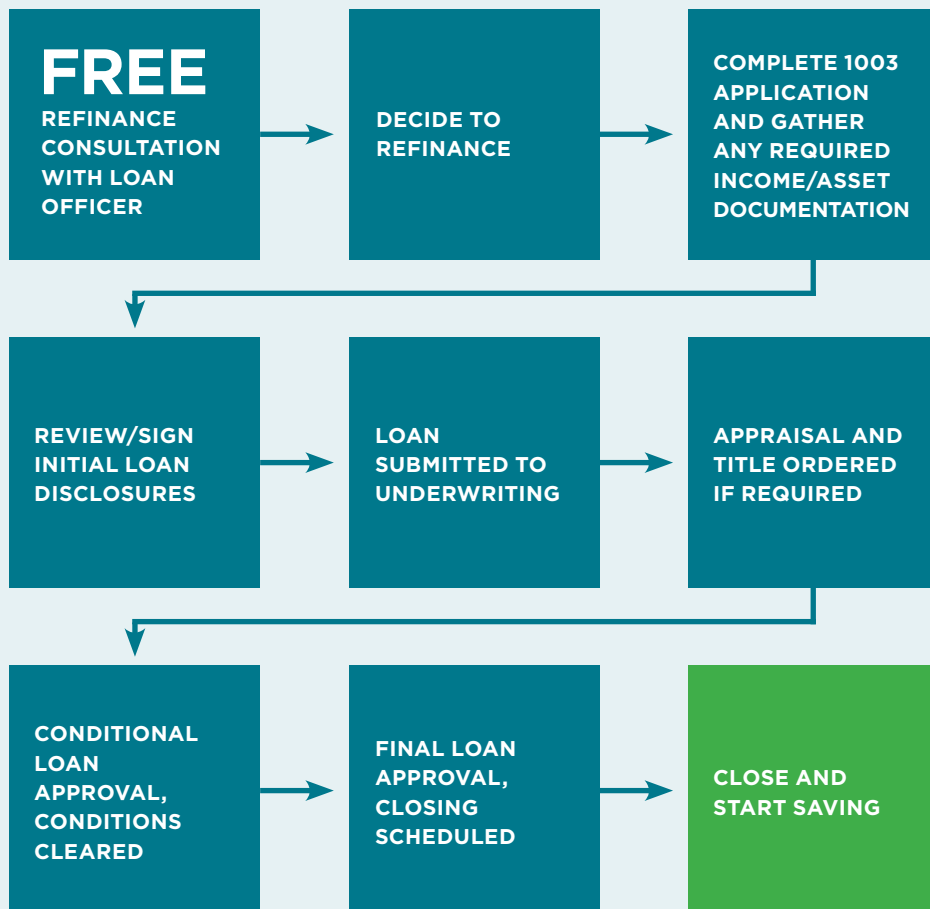 FREE
REFINANCE
CONSULTATION
WITH LOAN
OFFICER
DECIDE TO
REFINANCE
COMPLETE 1003
APPLICATION
AND GATHER
ANY REQUIRED
INCOME/ASSET
DOCUMENTATION
REVIEW/SIGN
INITIAL LOAN
DISCLOSURES
LOAN
SUBMITTED TO
UNDERWRITING
APPRAISAL AND
TITLE ORDERED
IF REQUIRED
CONDITIONAL
LOAN
APPROVAL,
CONDITIONS
CLEARED
FINAL LOAN
APPROVAL,
CLOSING
SCHEDULED
CLOSE AND
START SAVING